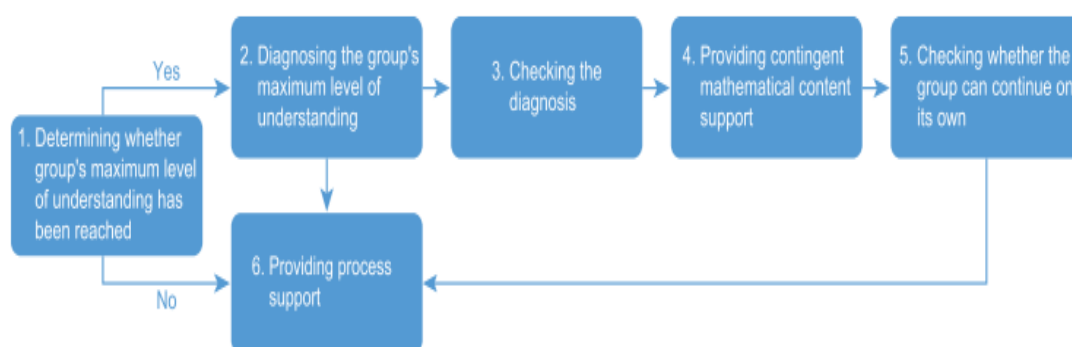 Yes
1. Determining whether
group's maximum level
of understanding has
been reached
No
2. Diagnosing the group's
maximum level of
understanding
3. Checking the
diagnosis
4. Providing contingent
mathematical content
support
5. Checking whether the
group can continue on
its own
6. Providing process
support